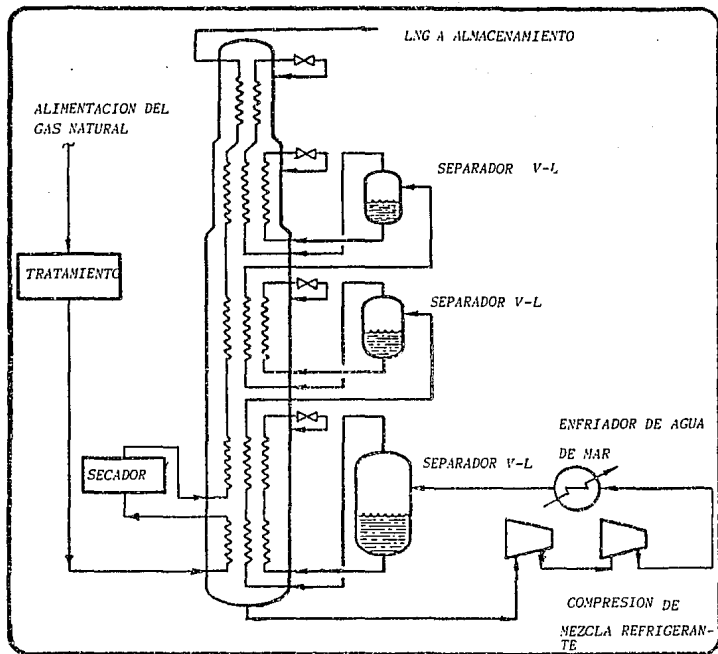 LNG A ALMACENAMIENTO
ALIMENTACION DEL
GAS NATURAL
SEPARADOR V-L
TRATAMIENTO
SEPARADOR V-L
ENFRIADOR DE AGUA
DE MAR
SEPARADOR V-L
SECADOR
COMPRESION DE
MEZCLA REFRIGERAN-
TE